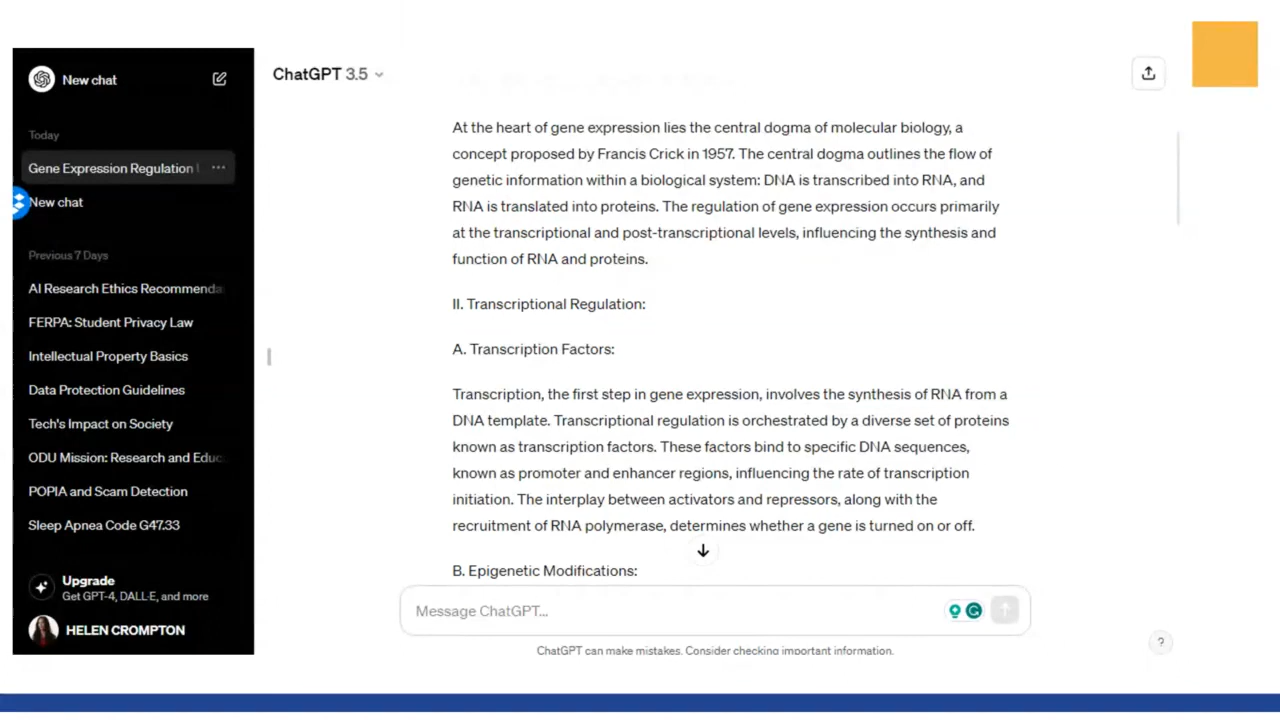 New chat
Today
Gene Expression Regulation
New chat
Previous 7 Days
AI Research Ethics Recommenda
FERPA: Student Privacy Law
Intellectual Property Basics
Data Protection Guidelines
Tech's Impact on Society
ODU Mission: Research and Educ
POPIA and Scam Detection
Sleep Apnea Code G47.33
Upgrade
Get GPT-4, DALL·E, and more
HELEN CROMPTON
ChatGPT 3.5
At the heart of gene expression lies the central dogma of molecular biology, a
concept proposed by Francis Crick in 1957. The central dogma outlines the flow of
genetic information within a biological system: DNA is transcribed into RNA, and
RNA is translated into proteins. The regulation of gene expression occurs primarily
at the transcriptional and post-transcriptional levels, influencing the synthesis and
function of RNA and proteins.
II. Transcriptional Regulation:
A. Transcription Factors:
Transcription, the first step in gene expression, involves the synthesis of RNA from a
DNA template. Transcriptional regulation is orchestrated by a diverse set of proteins
known as transcription factors. These factors bind to specific DNA sequences,
known as promoter and enhancer regions, influencing the rate of transcription
initiation. The interplay between activators and repressors, along with the
recruitment of RNA polymerase, determines whether a gene is turned on or off.
B. Epigenetic Modifications:
Message ChatGPT...
ChatGPT can make mistakes. Consider checking important information.
?